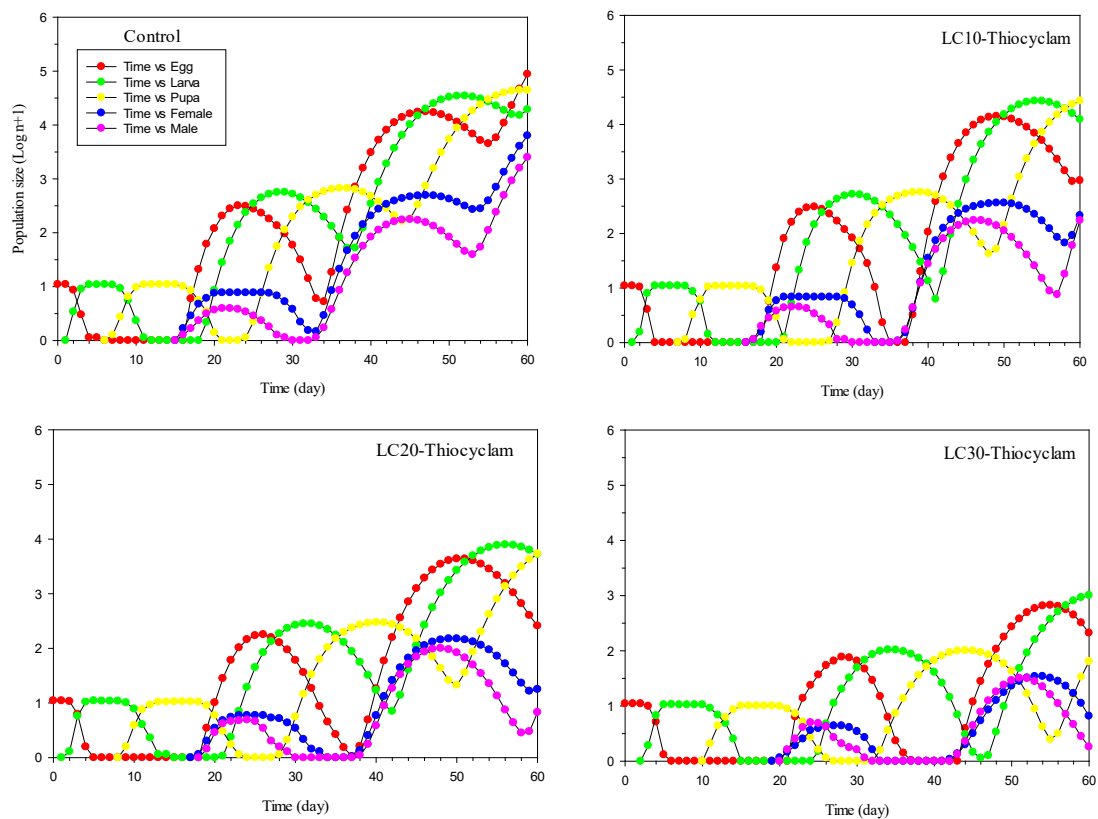 Control
Time vs Egg
Time vs Larva
Time vs Pupa
Time vs Female
Time vs Male
Population size (Log n+1)
6
5
4
3
2
1
0
0 10 20 30 40 50 60
Time (day)
LC10-Thiocyclam
6
5
4
3
2
1
0
0 10 20 30 40 50 60
Time (day)
LC20-Thiocyclam
6
5
4
3
2
1
0
0 10 20 30 40 50 60
Time (day)
LC30-Thiocyclam
6
5
4
3
2
1
0
0 10 20 30 40 50 60
Time (day)